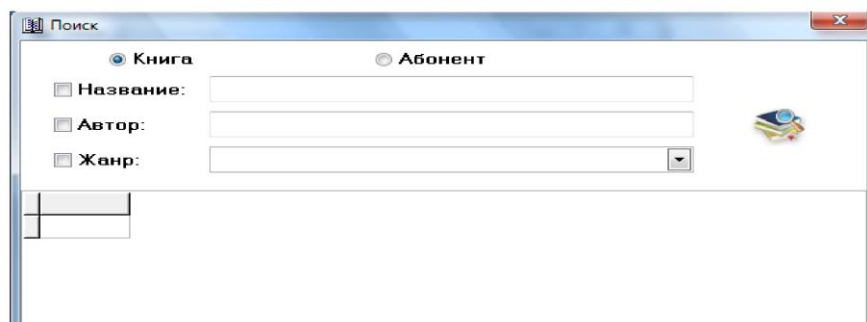 Поиск
Книга Абонент
Название:
Автор:
Жанр: